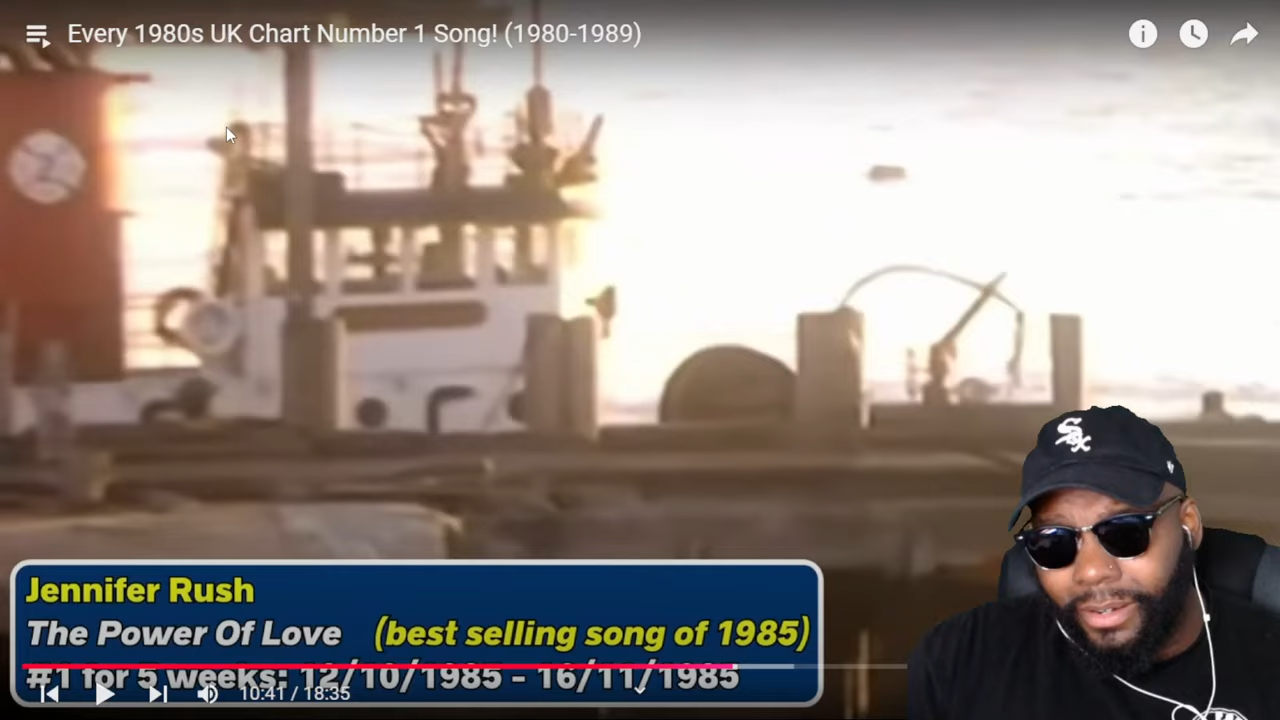 Every 1980s UK Chart Number 1 Song! (1980-1989)
Sox
Jennifer Rush
The Power Of Love (best selling song of 1985)
#1 for 5 weeks: 12/10/1985 - 16/11/1985
10:41 / 18:35